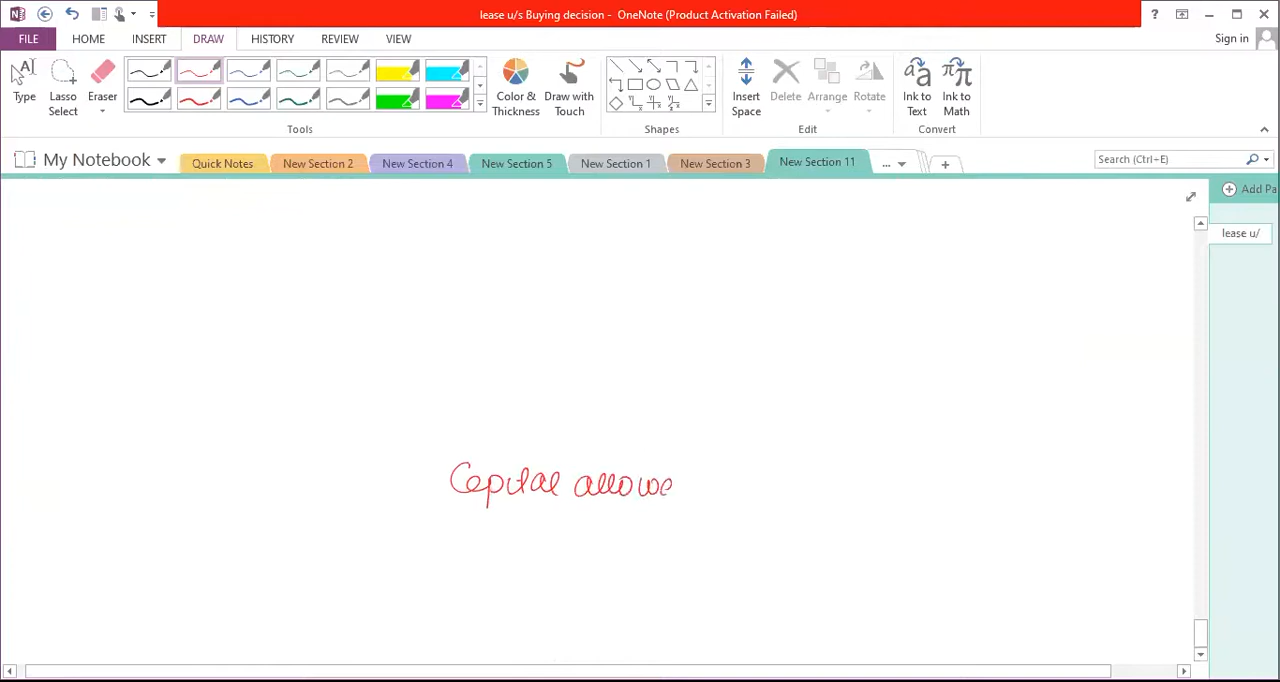 lease u/s Buying decision - OneNote (Product Activation Failed)
?
FILE HOME INSERT DRAW HISTORY REVIEW VIEW
Sign in
Type
Lasso Select
Eraser
Color & Thickness
Draw with Touch
Insert Space
Delete
Arrange
Rotate
Ink to Text
Ink to Math
Tools
Shapes
Edit
Convert
My Notebook
Quick Notes
New Section 2
New Section 4
New Section 5
New Section 1
New Section 3
New Section 11
...
Search (Ctrl+E)
Add Pa
lease u/
Capital allowa